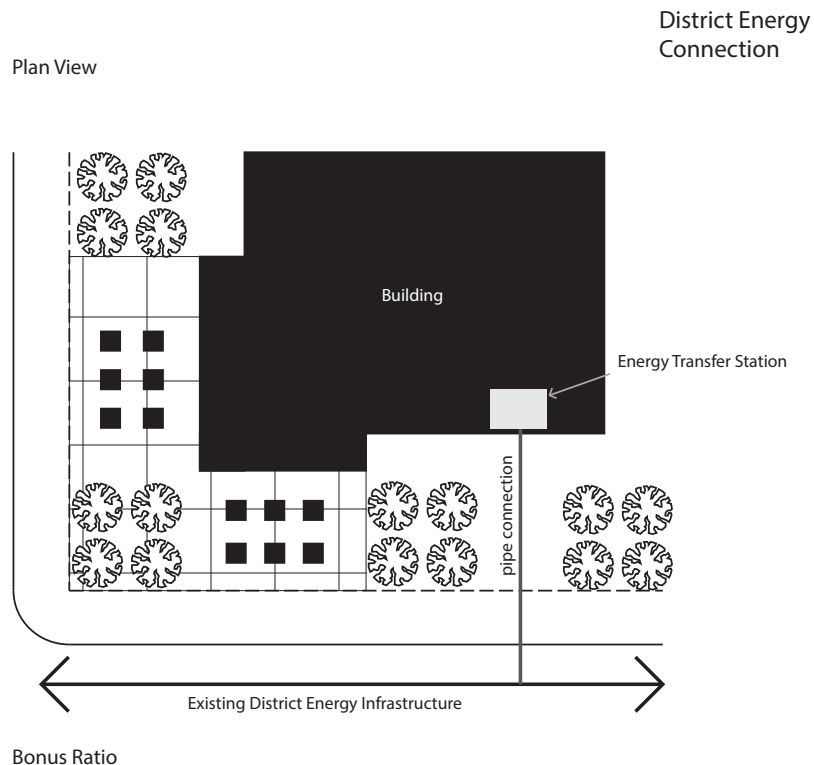 District Energy
Connection
Plan View
Building
Energy Transfer Station
pipe connection
Existing District Energy Infrastructure
Bonus Ratio